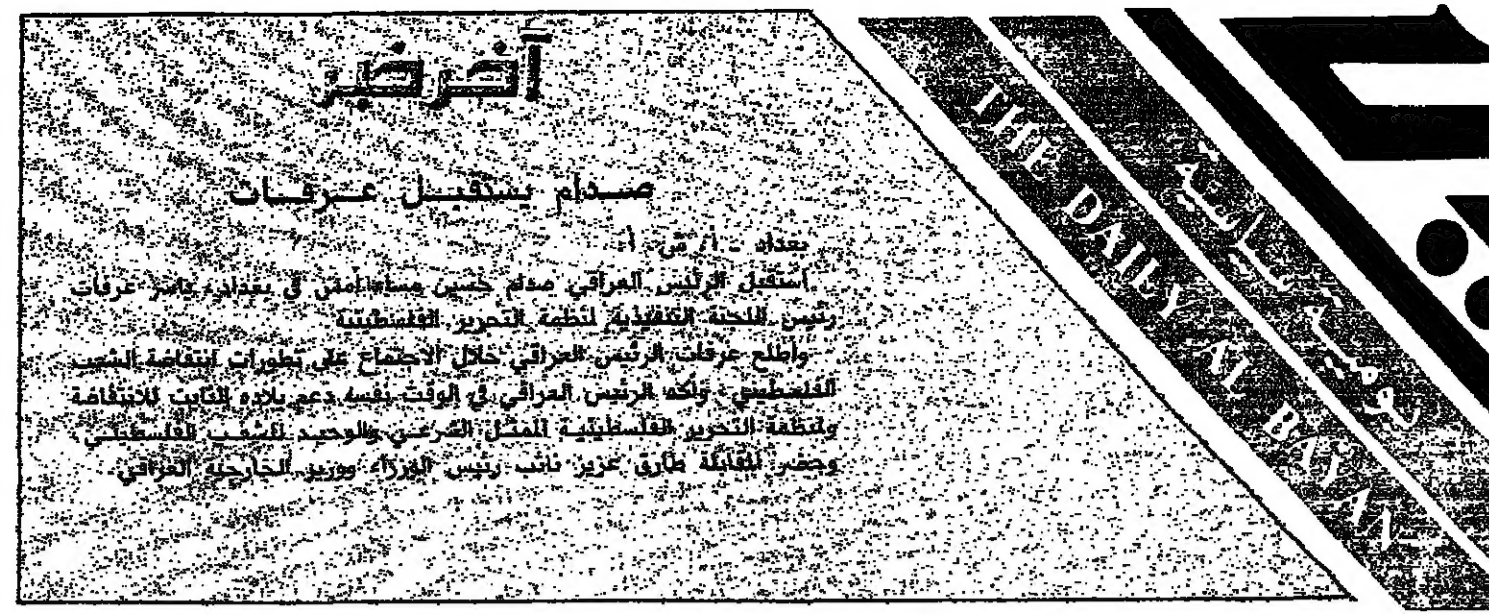 آخر خبر
صدام يستقبل عرفات
بغداد - أ. ش. أ:
استقبل الرئيس العراقي صدام حسين مساء أمس في بغداد، ياسر عرفات
رئيس اللجنة التنفيذية لمنظمة التحرير الفلسطينية
وأطلع عرفات الرئيس العراقي خلال الاجتماع على تطورات انتفاضة الشعب
الفلسطيني. وأكد الرئيس العراقي في الوقت نفسه دعم بلاده الثابت للانتفاضة
ولمنظمة التحرير الفلسطينية الممثل الشرعي والوحيد للشعب الفلسطيني.
وحضر المقابلة طارق عزيز نائب رئيس الوزراء ووزير الخارجية العراقي.
THE DAILY AL BAYAN
يومية سياسية